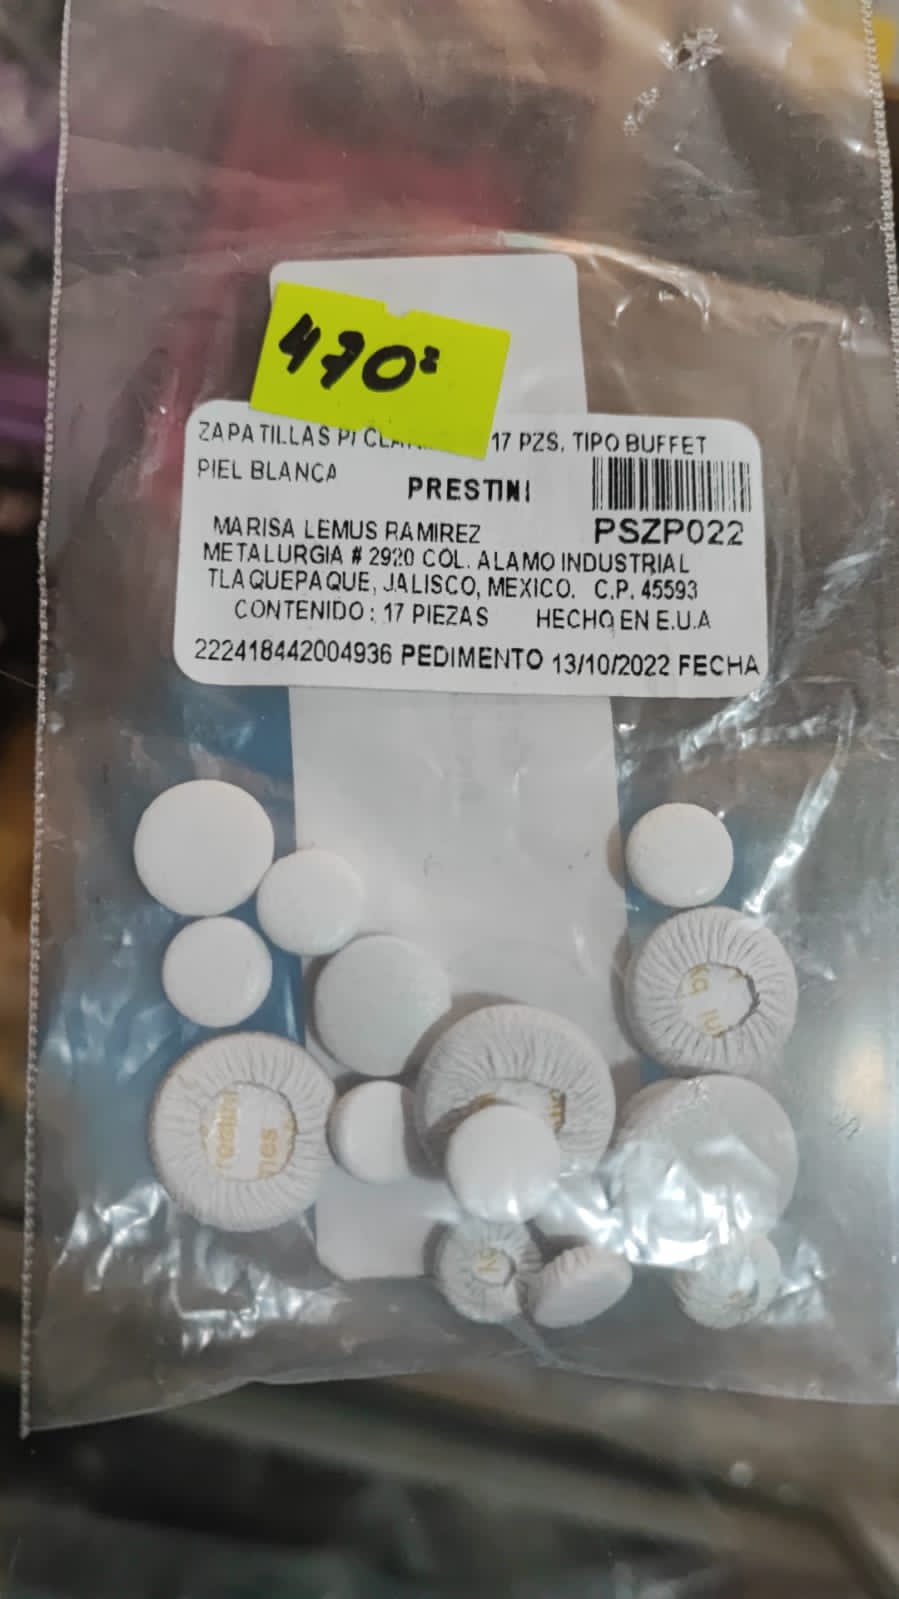 470
ZAPATILLAS P/ 17 PZS. TIPO BUFFET
PIEL BLANCA
PRESTINI
PSZP022
MARISA LEMUS RAMIREZ
METALURGIA # 2920 COL. ALAMO INDUSTRIAL
TLAQUEPAQUE, JALISCO, MEXICO. C.P. 45593
CONTENIDO: 17 PIEZAS HECHO EN E.U.A
222418442004936 PEDIMENTO 13/10/2022 FECHA